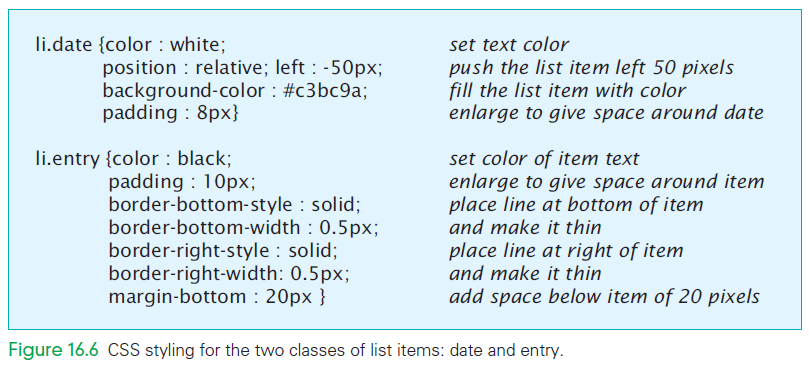 li.date {color : white; set text color
position : relative; left : -50px; push the list item left 50 pixels
background-color : #c3bc9a; fill the list item with color
padding : 8px} enlarge to give space around date
li.entry {color : black; set color of item text
padding : 10px; enlarge to give space around item
border-bottom-style : solid; place line at bottom of item
border-bottom-width : 0.5px; and make it thin
border-right-style : solid; place line at right of item
border-right-width: 0.5px; and make it thin
margin-bottom : 20px } add space below item of 20 pixels
Figure 16.6 CSS styling for the two classes of list items: date and entry.